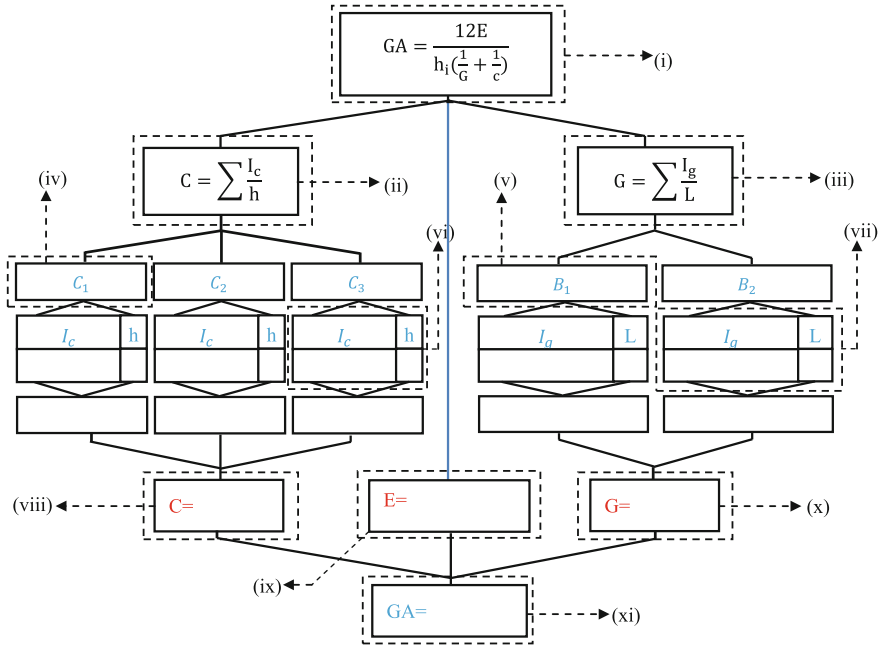 GA = 12E / h_i(1/G + 1/c)
(i)
(iv)
C = ∑ I_c/h
(ii)
(v)
G = ∑ I_g/L
(iii)
(vi)
(vii)
C_1
C_2
C_3
B_1
B_2
I_c h
I_c h
I_c h
I_g L
I_g L
(viii)
C=
E=
G=
(x)
(ix)
GA=
(xi)